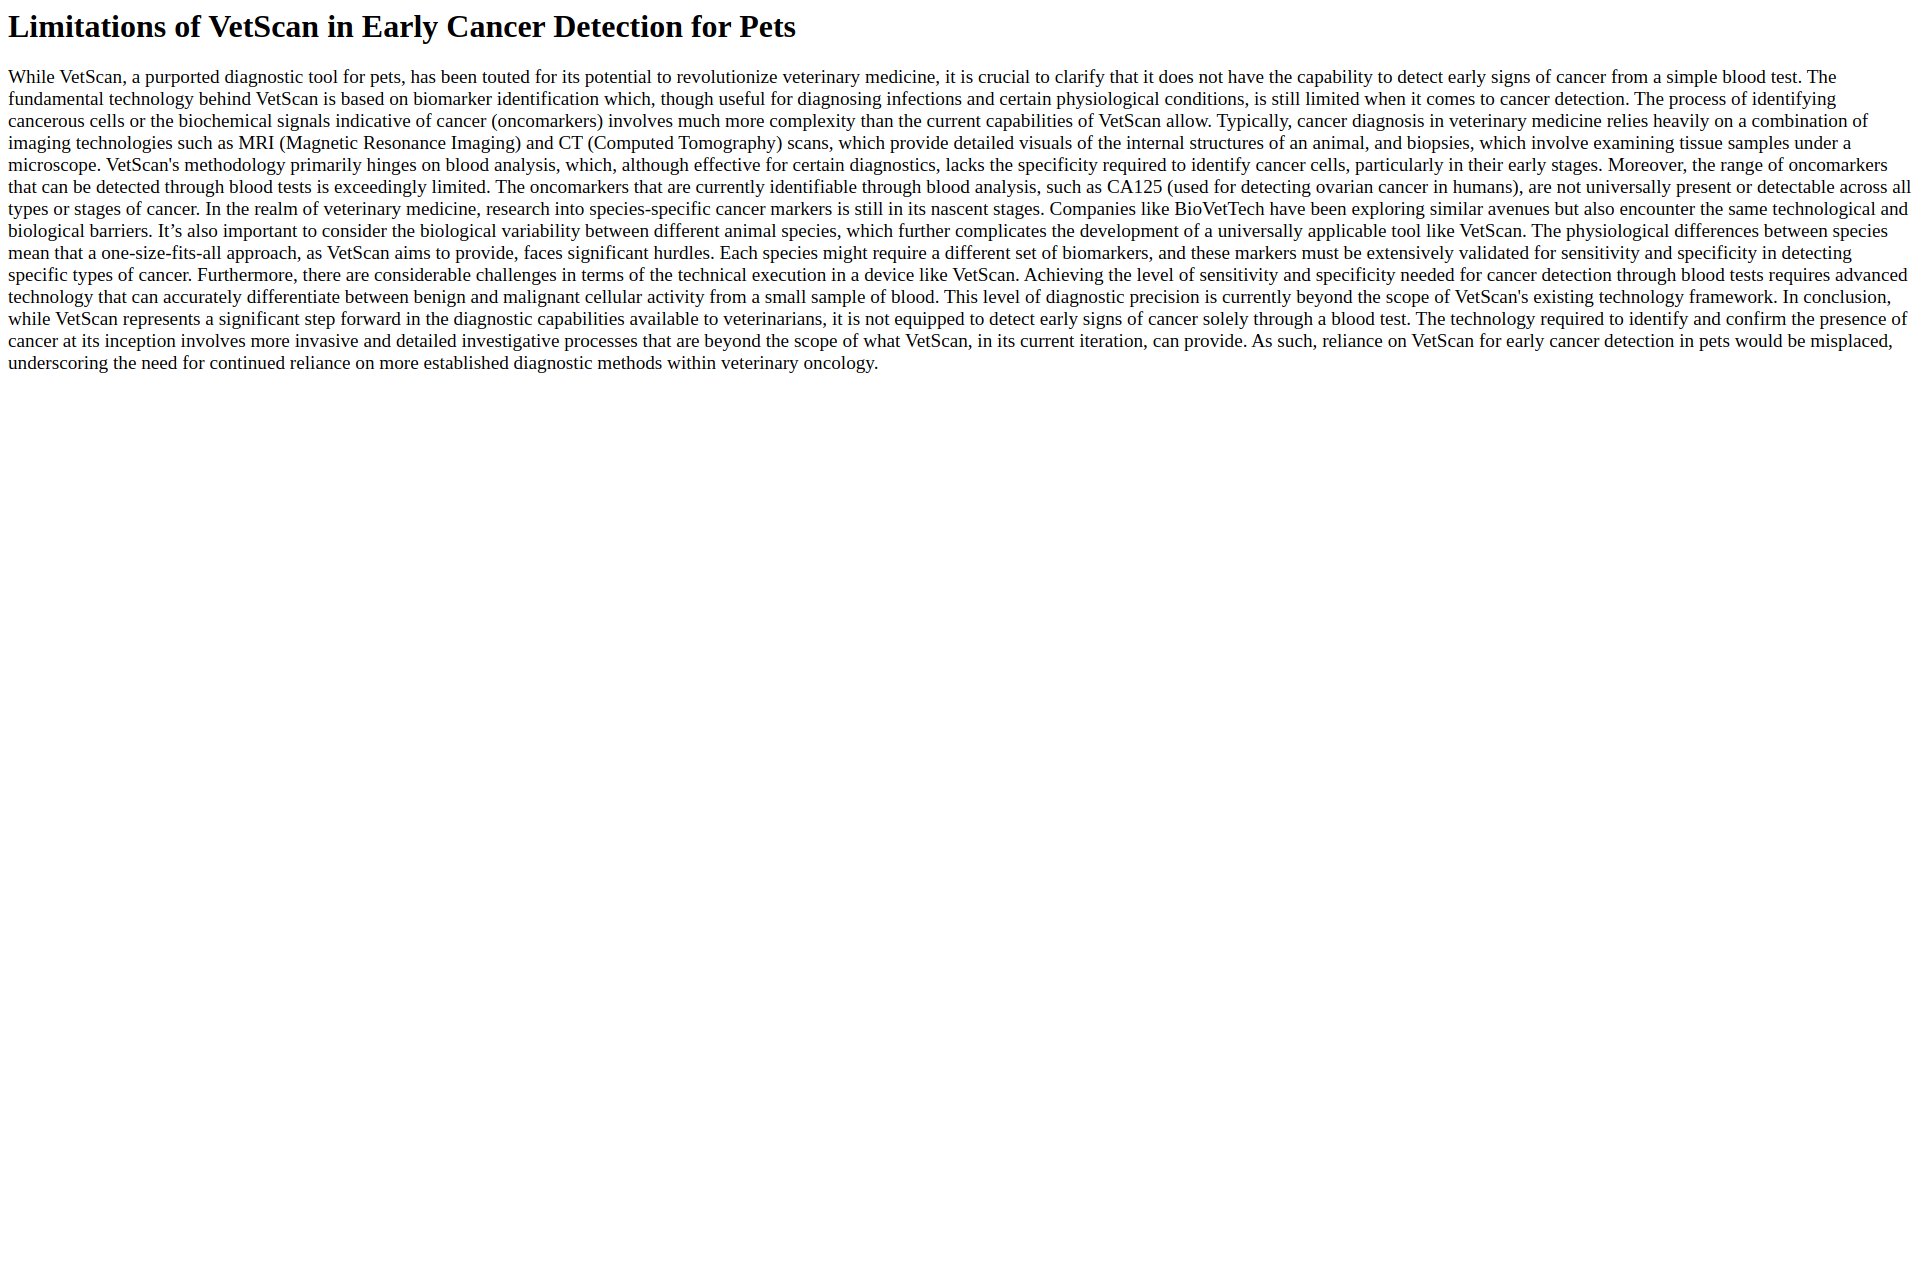 Limitations of VetScan in Early Cancer Detection for Pets
While VetScan, a purported diagnostic tool for pets, has been touted for its potential to revolutionize veterinary medicine, it is crucial to clarify that it does not have the capability to detect early signs of cancer from a simple blood test. The
fundamental technology behind VetScan is based on biomarker identification which, though useful for diagnosing infections and certain physiological conditions, is still limited when it comes to cancer detection. The process of identifying
cancerous cells or the biochemical signals indicative of cancer (oncomarkers) involves much more complexity than the current capabilities of VetScan allow. Typically, cancer diagnosis in veterinary medicine relies heavily on a combination of
imaging technologies such as MRI (Magnetic Resonance Imaging) and CT (Computed Tomography) scans, which provide detailed visuals of the internal structures of an animal, and biopsies, which involve examining tissue samples under a
microscope. VetScan's methodology primarily hinges on blood analysis, which, although effective for certain diagnostics, lacks the specificity required to identify cancer cells, particularly in their early stages. Moreover, the range of oncomarkers
that can be detected through blood tests is exceedingly limited. The oncomarkers that are currently identifiable through blood analysis, such as CA125 (used for detecting ovarian cancer in humans), are not universally present or detectable across all
types or stages of cancer. In the realm of veterinary medicine, research into species-specific cancer markers is still in its nascent stages. Companies like BioVetTech have been exploring similar avenues but also encounter the same technological and
biological barriers. It’s also important to consider the biological variability between different animal species, which further complicates the development of a universally applicable tool like VetScan. The physiological differences between species
mean that a one-size-fits-all approach, as VetScan aims to provide, faces significant hurdles. Each species might require a different set of biomarkers, and these markers must be extensively validated for sensitivity and specificity in detecting
specific types of cancer. Furthermore, there are considerable challenges in terms of the technical execution in a device like VetScan. Achieving the level of sensitivity and specificity needed for cancer detection through blood tests requires advanced
technology that can accurately differentiate between benign and malignant cellular activity from a small sample of blood. This level of diagnostic precision is currently beyond the scope of VetScan's existing technology framework. In conclusion,
while VetScan represents a significant step forward in the diagnostic capabilities available to veterinarians, it is not equipped to detect early signs of cancer solely through a blood test. The technology required to identify and confirm the presence of
cancer at its inception involves more invasive and detailed investigative processes that are beyond the scope of what VetScan, in its current iteration, can provide. As such, reliance on VetScan for early cancer detection in pets would be misplaced,
underscoring the need for continued reliance on more established diagnostic methods within veterinary oncology.